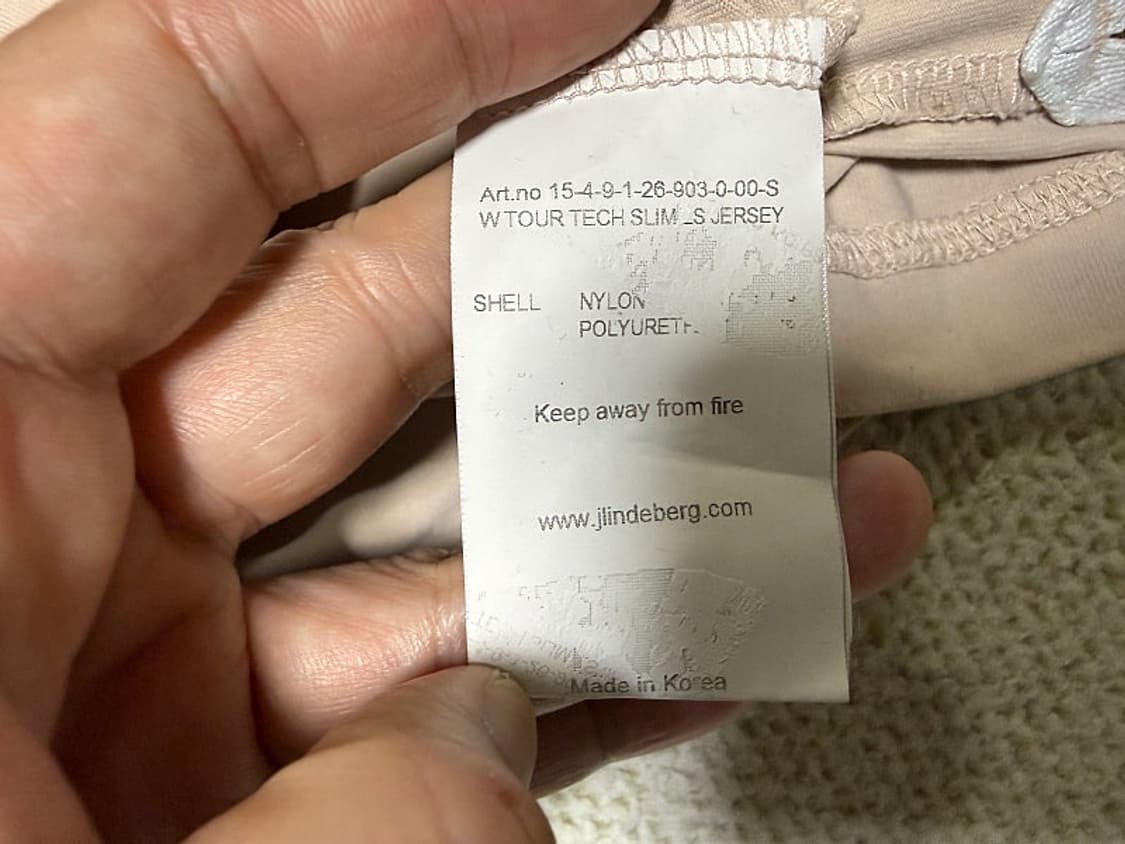 Art.no 15-4-9-1-26-903-0-00-S
W TOUR TECH SLIM LS JERSEY
SHELL NYLON
Keep away from fire
www.jlindeberg.com
Made in Korea